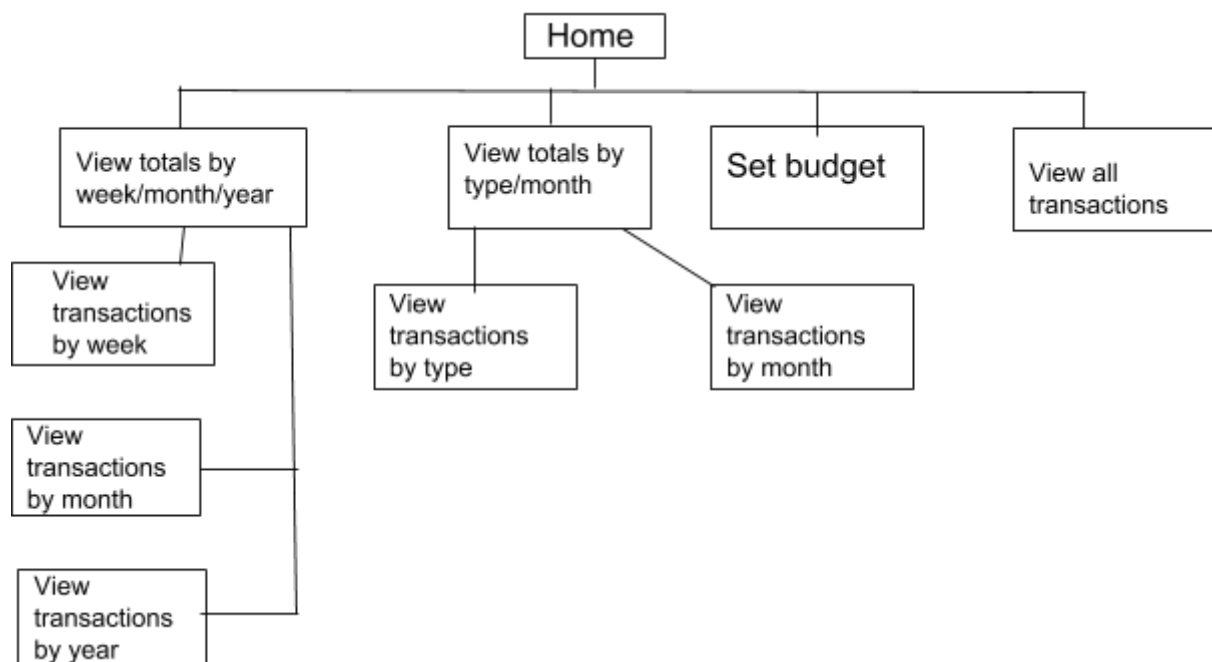 Home
View totals by
week/month/year
View totals by
type/month
Set budget
View all
transactions
View
transactions
by week
View
transactions
by type
View
transactions
by month
View
transactions
by month
View
transactions
by year